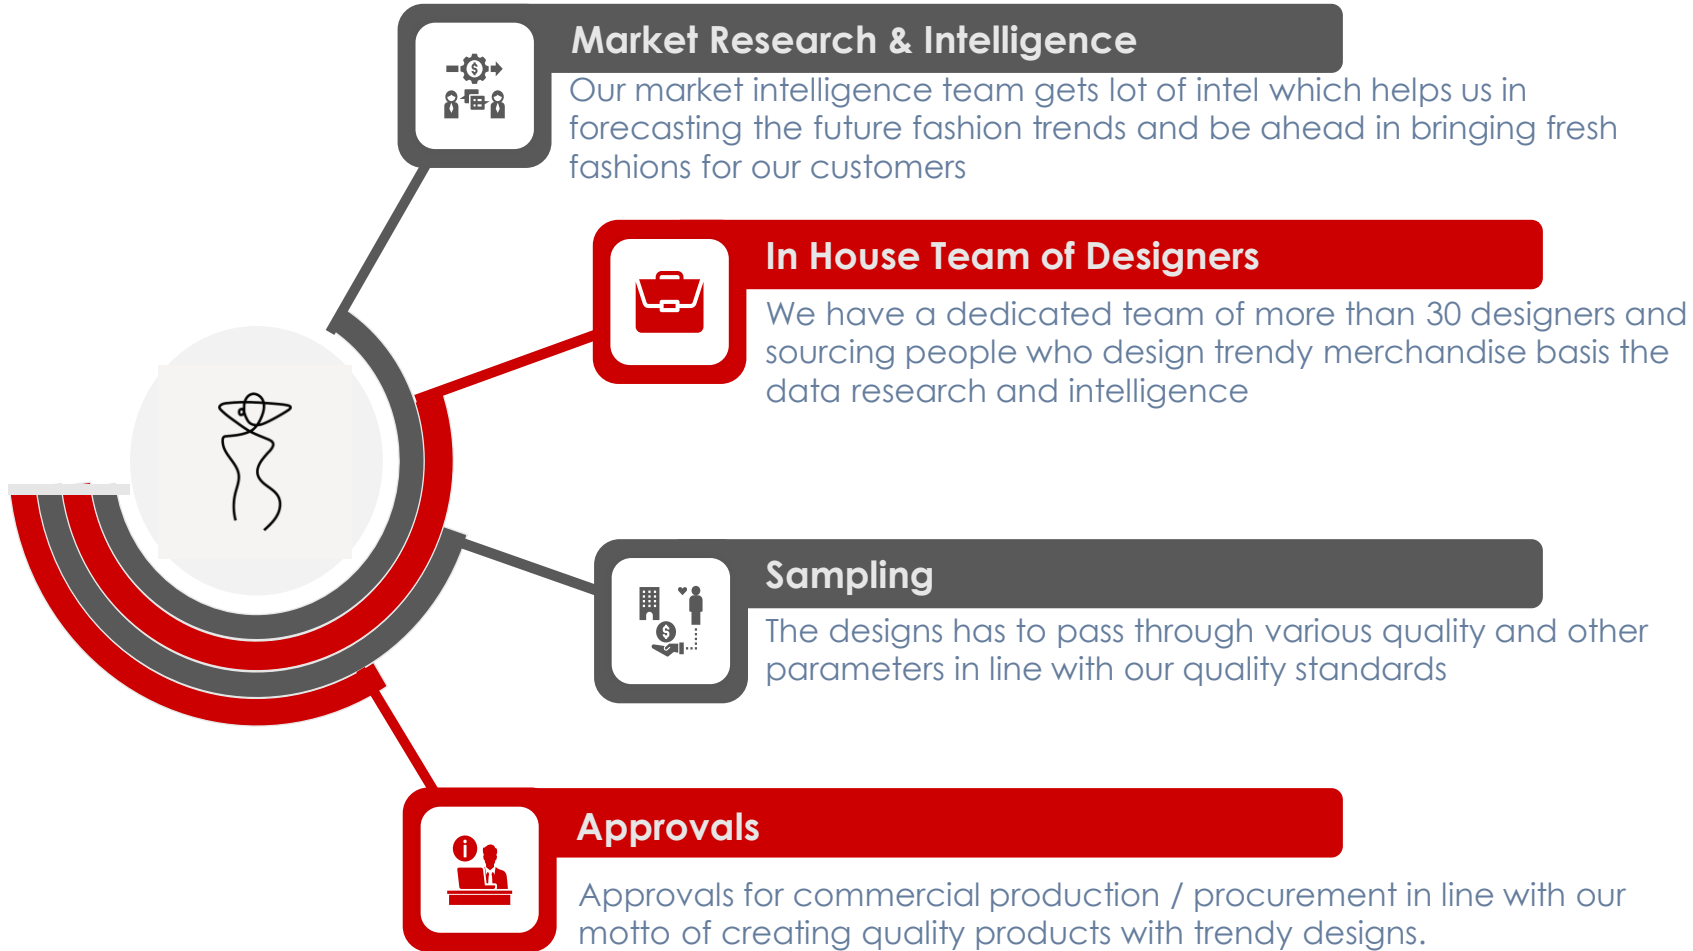 Market Research & Intelligence
Our market intelligence team gets lot of intel which helps us in
forecasting the future fashion trends and be ahead in bringing fresh
fashions for our customers
In House Team of Designers
We have a dedicated team of more than 30 designers and
sourcing people who design trendy merchandise basis the
data research and intelligence
Sampling
The designs has to pass through various quality and other
parameters in line with our quality standards
Approvals
Approvals for commercial production / procurement in line with our
motto of creating quality products with trendy designs.